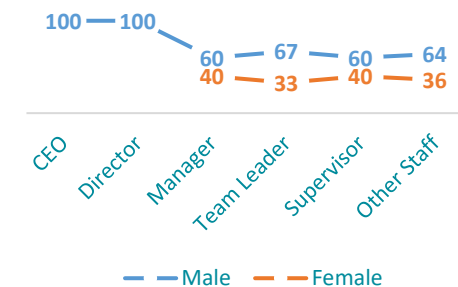 100 100 60 67 60 64
40 33 40 36
CEO
Director
Manager
Team Leader
Supervisor
Other Staff
Male Female